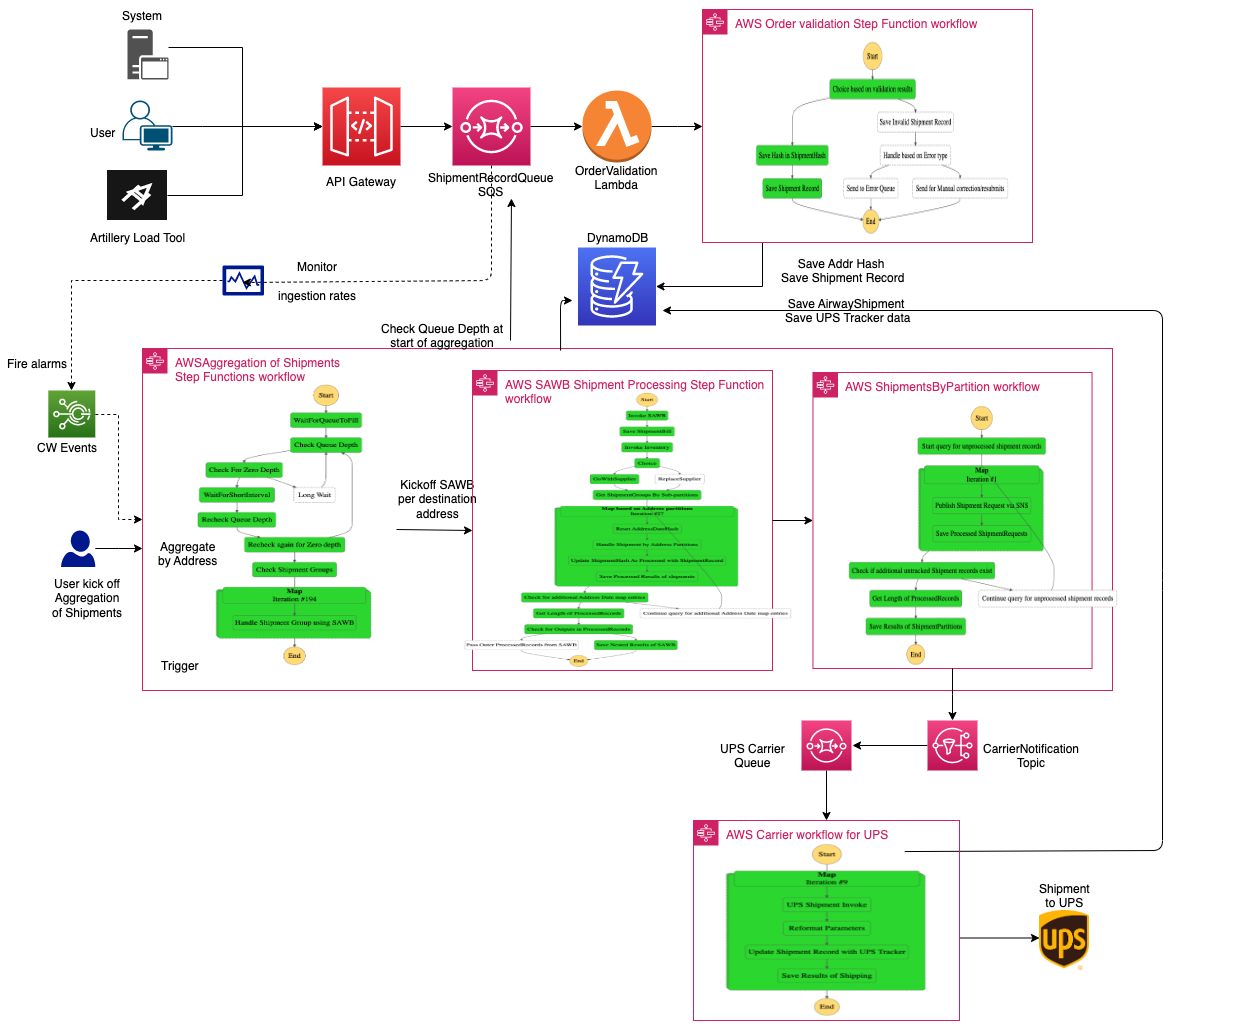 System
User
Artillery Load Tool
API Gateway
ShipmentRecordQueue
SQS
OrderValidation
Lambda
AWS Order validation Step Function workflow
Start
Choice based on validation results
Save Invalid Shipment Record
Save Hash in ShipmentHash
Handle based on Error type
Save Shipment Record
Send to Error Queue
Send for Manual correction/resubmits
End
DynamoDB
Save Addr Hash
Save Shipment Record
Save AirwayShipment
Save UPS Tracker data
Monitor
ingestion rates
Check Queue Depth at
start of aggregation
Fire alarms
CW Events
User kick off
Aggregation
of Shipments
AWSAggregation of Shipments
Step Functions workflow
Start
WaitForQueueToFill
Check Queue Depth
Check For Zero Depth
WaitForShortInterval
Long Wait
Recheck Queue Depth
Recheck again for Zero depth
Check Shipment Groups
Map
Iteration #194
Handle Shipment Group using SAWB
End
Aggregate
by Address
Trigger
Kickoff SAWB
per destination
address
AWS SAWB Shipment Processing Step Function
workflow
Start
Invoke SAWB
Save ShipmentBill
Invoke Inventory
Choice
GoWithSupplier
ReplaceSupplier
Get ShipmentGroups By Sub-partitions
Map based on Address partitions
Iteration #27
Reset AddressDateHash
Handle Shipment by Address Partitions
Update ShipmentHash As Processed with ShipmentRecord
Save Processed Results of shipments
Check for additional Address Date map entries
Get Length of ProcessedRecords
Continue query for additional Address Date map entries
Check for Outputs in ProcessedRecords
Pass Outer ProcessedRecords from SAWB
Save Nested Results of SAWB
End
AWS ShipmentsByPartition workflow
Start
Start query for unprocessed shipment records
Map
Iteration #1
Publish Shipment Request via SNS
Save Processed ShipmentRequests
Check if additional untracked Shipment records exist
Get Length of ProcessedRecords
Continue query for unprocessed shipment records
Save Results of ShipmentPartitions
End
UPS Carrier
Queue
CarrierNotification
Topic
AWS Carrier workflow for UPS
Start
Map
Iteration #9
UPS Shipment Invoke
Reformat Parameters
Update Shipment Record with UPS Tracker
Save Results of Shipping
End
Shipment
to UPS
ups